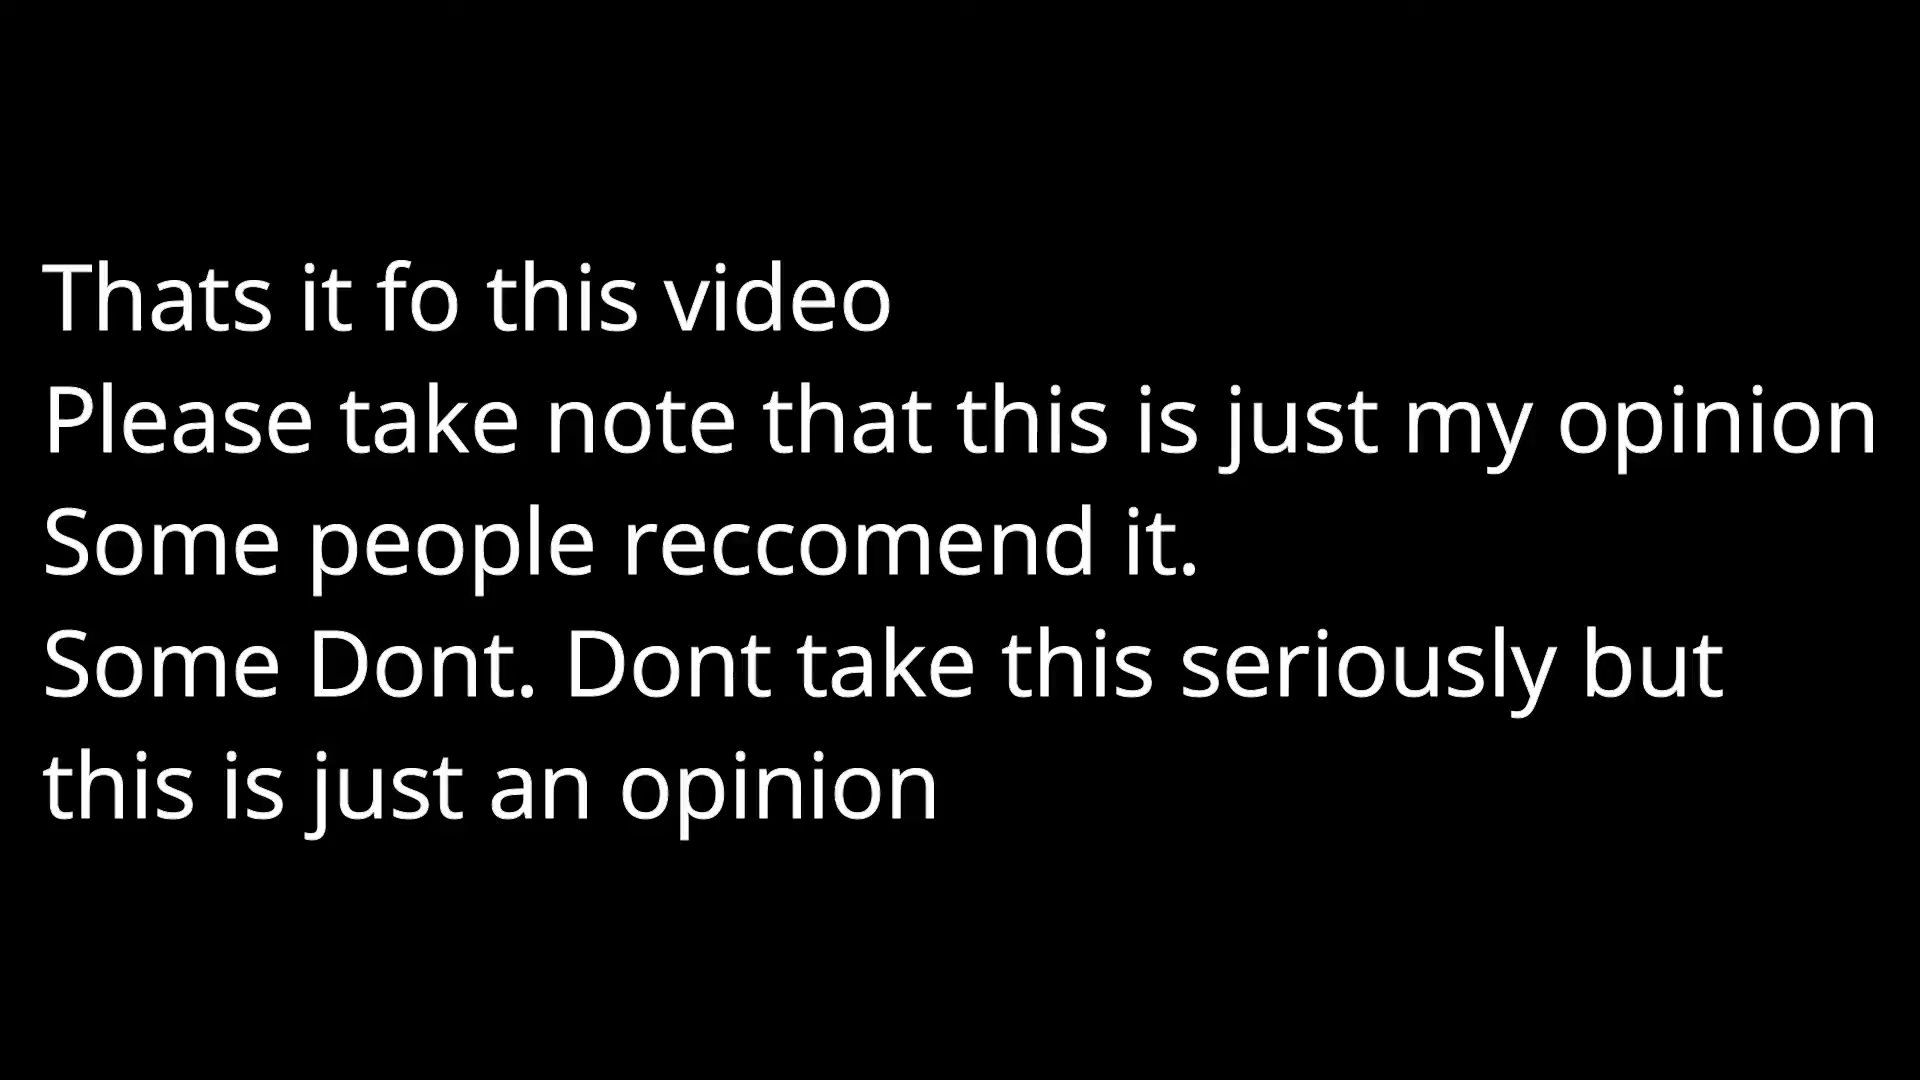 Thats it fo this video
Please take note that this is just my opinion
Some people reccomend it.
Some Dont. Dont take this seriously but
this is just an opinion